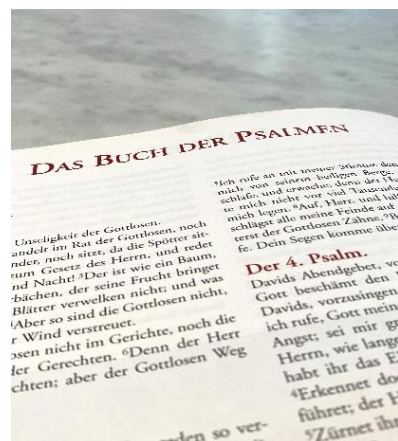 DAS BUCH DER PSALMEN
Unseligkeit der Gottlosen.
andelt im Rat der Gottlosen, noch
nder, noch sitzt, da die Spötter sit-
zum Gesetz des Herrn, und redet
nd Nacht! ³Der ist wie ein Baum,
bächen, der seine Frucht bringet
Blätter verwelken nicht; und was
⁴Aber so sind die Gottlosen nicht,
r Wind verstreuet.
osen nicht im Gerichte, noch die
der Gerechten. ⁶Denn der Herr
chten; aber der Gottlosen Weg
den so ver-
⁵Ich rufe an mit meiner Stimme den
mich von seinem heiligen Berge.
schlafe und erwache; denn der He
te mich nicht vor viel Tausende
mich legen. ⁸Auf, Herr, und hil
schlägst alle meine Feinde auf
terst der Gottlosen Zähne. ⁹B
fe. Dein Segen komme übe
Der 4. Psalm.
Davids Abendgebet, vo
Gott beschämt den
Davids, vorzusingen
ich rufe, Gott mein
Angst; sei mir g
Herrn, wie lange
habt ihr das E
⁴Erkennet do
führet; der H
⁵Zürnet ihr